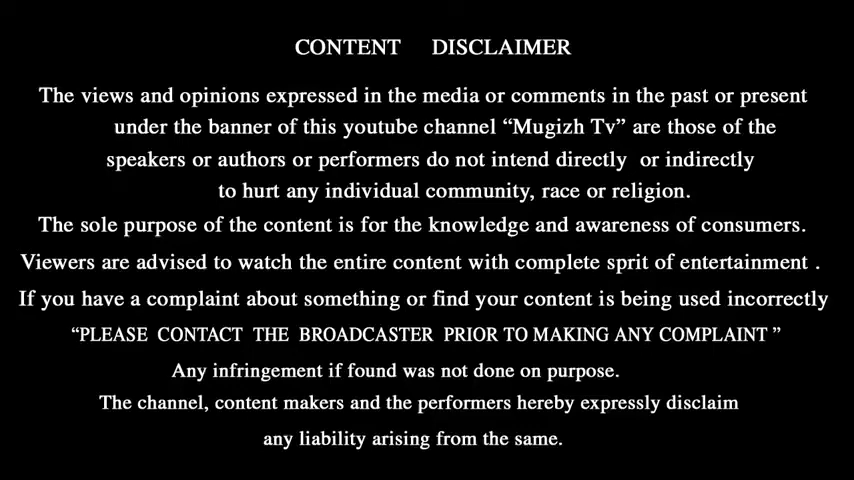 CONTENT DISCLAIMER
The views and opinions expressed in the media or comments in the past or present
under the banner of this youtube channel “Mugizh Tv” are those of the
speakers or authors or performers do not intend directly or indirectly
to hurt any individual community, race or religion.
The sole purpose of the content is for the knowledge and awareness of consumers.
Viewers are advised to watch the entire content with complete sprit of entertainment .
If you have a complaint about something or find your content is being used incorrectly
“PLEASE CONTACT THE BROADCASTER PRIOR TO MAKING ANY COMPLAINT ”
Any infringement if found was not done on purpose.
The channel, content makers and the performers hereby expressly disclaim
any liability arising from the same.